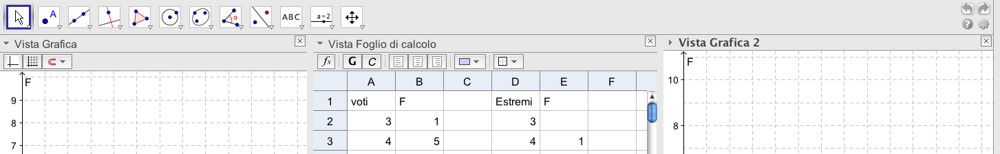 A
α
ABC
a=2
?
Vista Grafica
Vista Foglio di calcolo
Vista Grafica 2
fx G C
F
9
8
7
A B C D E F
1 voti F Estremi F
2 3 1 3
3 4 5 4 1
F
10
8